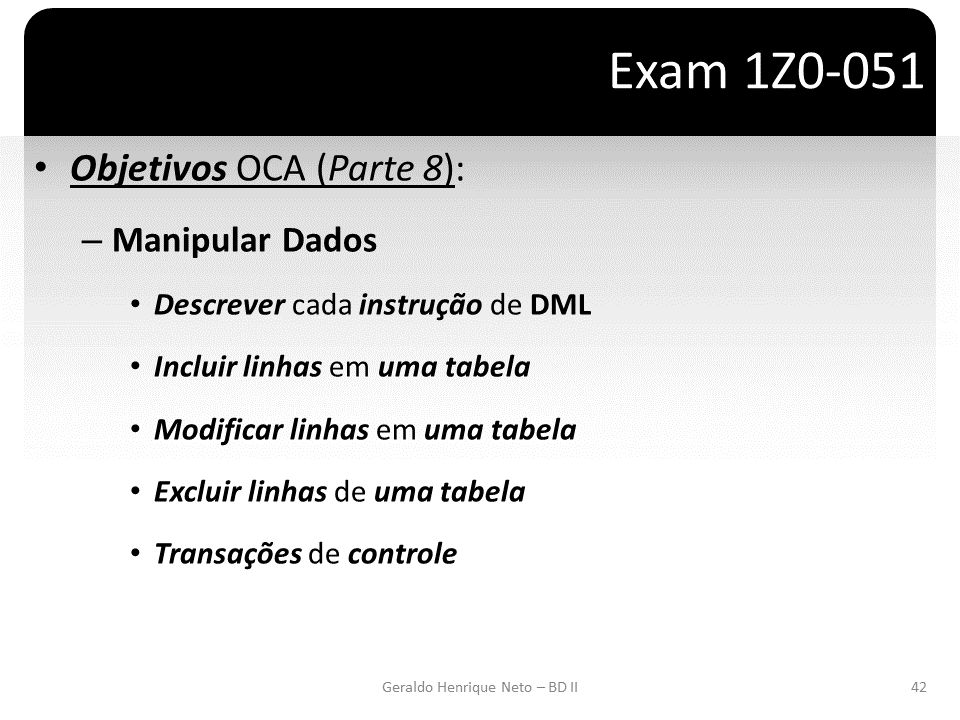 Exam 1Z0-051
• Objetivos OCA (Parte 8):
– Manipular Dados
• Descrever cada instrução de DML
• Incluir linhas em uma tabela
• Modificar linhas em uma tabela
• Excluir linhas de uma tabela
• Transações de controle
Geraldo Henrique Neto – BD II
42